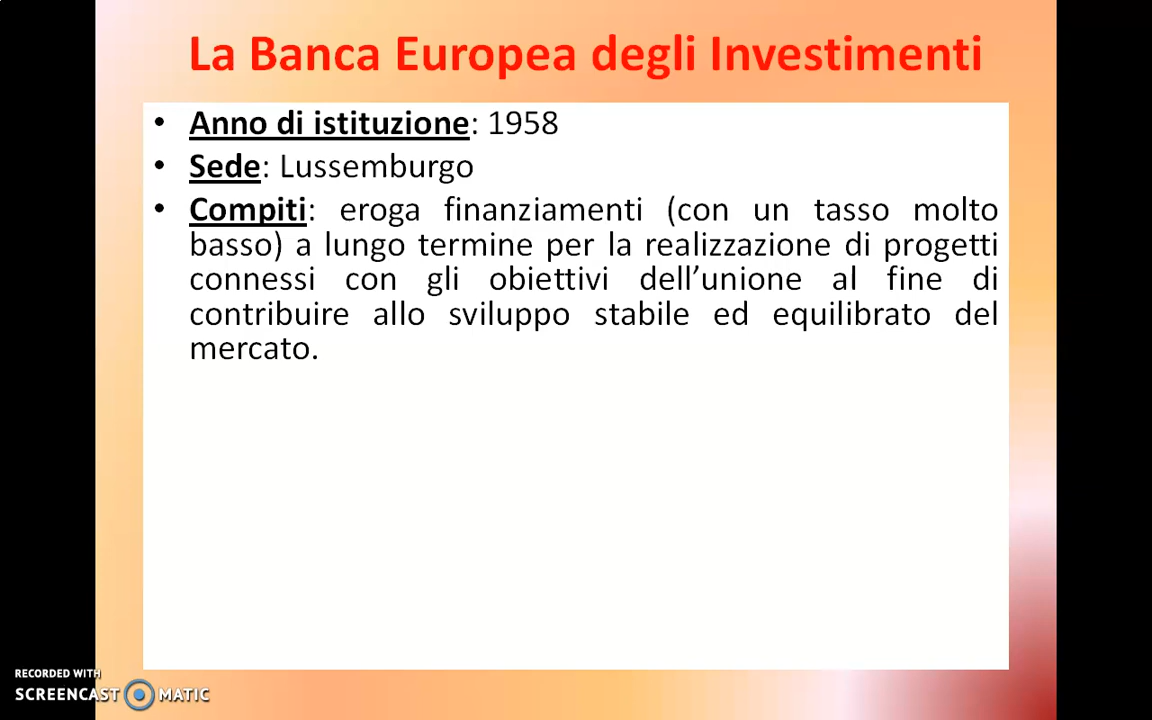 La Banca Europea degli Investimenti
• Anno di istituzione: 1958
• Sede: Lussemburgo
• Compiti: eroga finanziamenti (con un tasso molto
basso) a lungo termine per la realizzazione di progetti
connessi con gli obiettivi dell’unione al fine di
contribuire allo sviluppo stabile ed equilibrato del
mercato.
RECORDED WITH
SCREENCAST MATIC